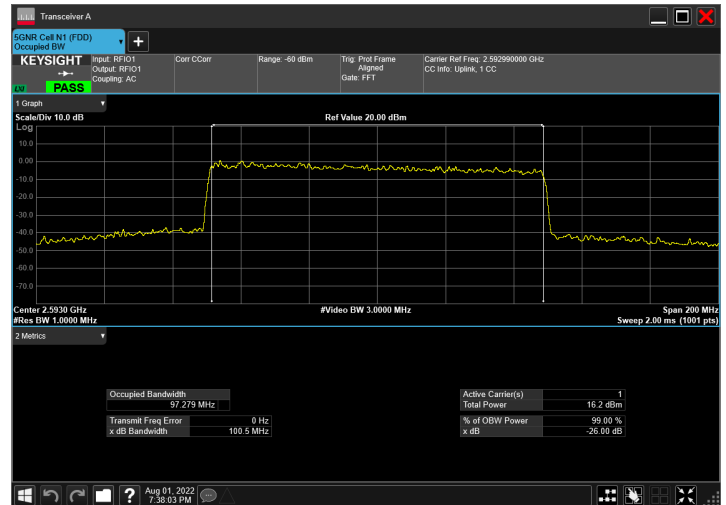 Transceiver A
5GNR Cell N1 (FDD)
Occupied BW
KEYSIGHT
LXI
PASS
Input: RFIO1
Output: RFIO1
Coupling: AC
Corr CCorr
Range: -60 dBm
Trig: Prot Frame
Aligned
Gate: FFT
Carrier Ref Freq: 2.592990000 GHz
CC Info: Uplink, 1 CC
1 Graph
Scale/Div 10.0 dB
Ref Value 20.00 dBm
Log
10.0
0.00
-10.0
-20.0
-30.0
-40.0
-50.0
-60.0
-70.0
Center 2.5930 GHz
#Video BW 3.0000 MHz
Span 200 MHz
#Res BW 1.0000 MHz
Sweep 2.00 ms (1001 pts)
2 Metrics
Occupied Bandwidth
97.279 MHz
Transmit Freq Error 0 Hz
x dB Bandwidth 100.5 MHz
Active Carrier(s) 1
Total Power 16.2 dBm
% of OBW Power 99.00 %
x dB -26.00 dB
Aug 01, 2022
7:38:03 PM